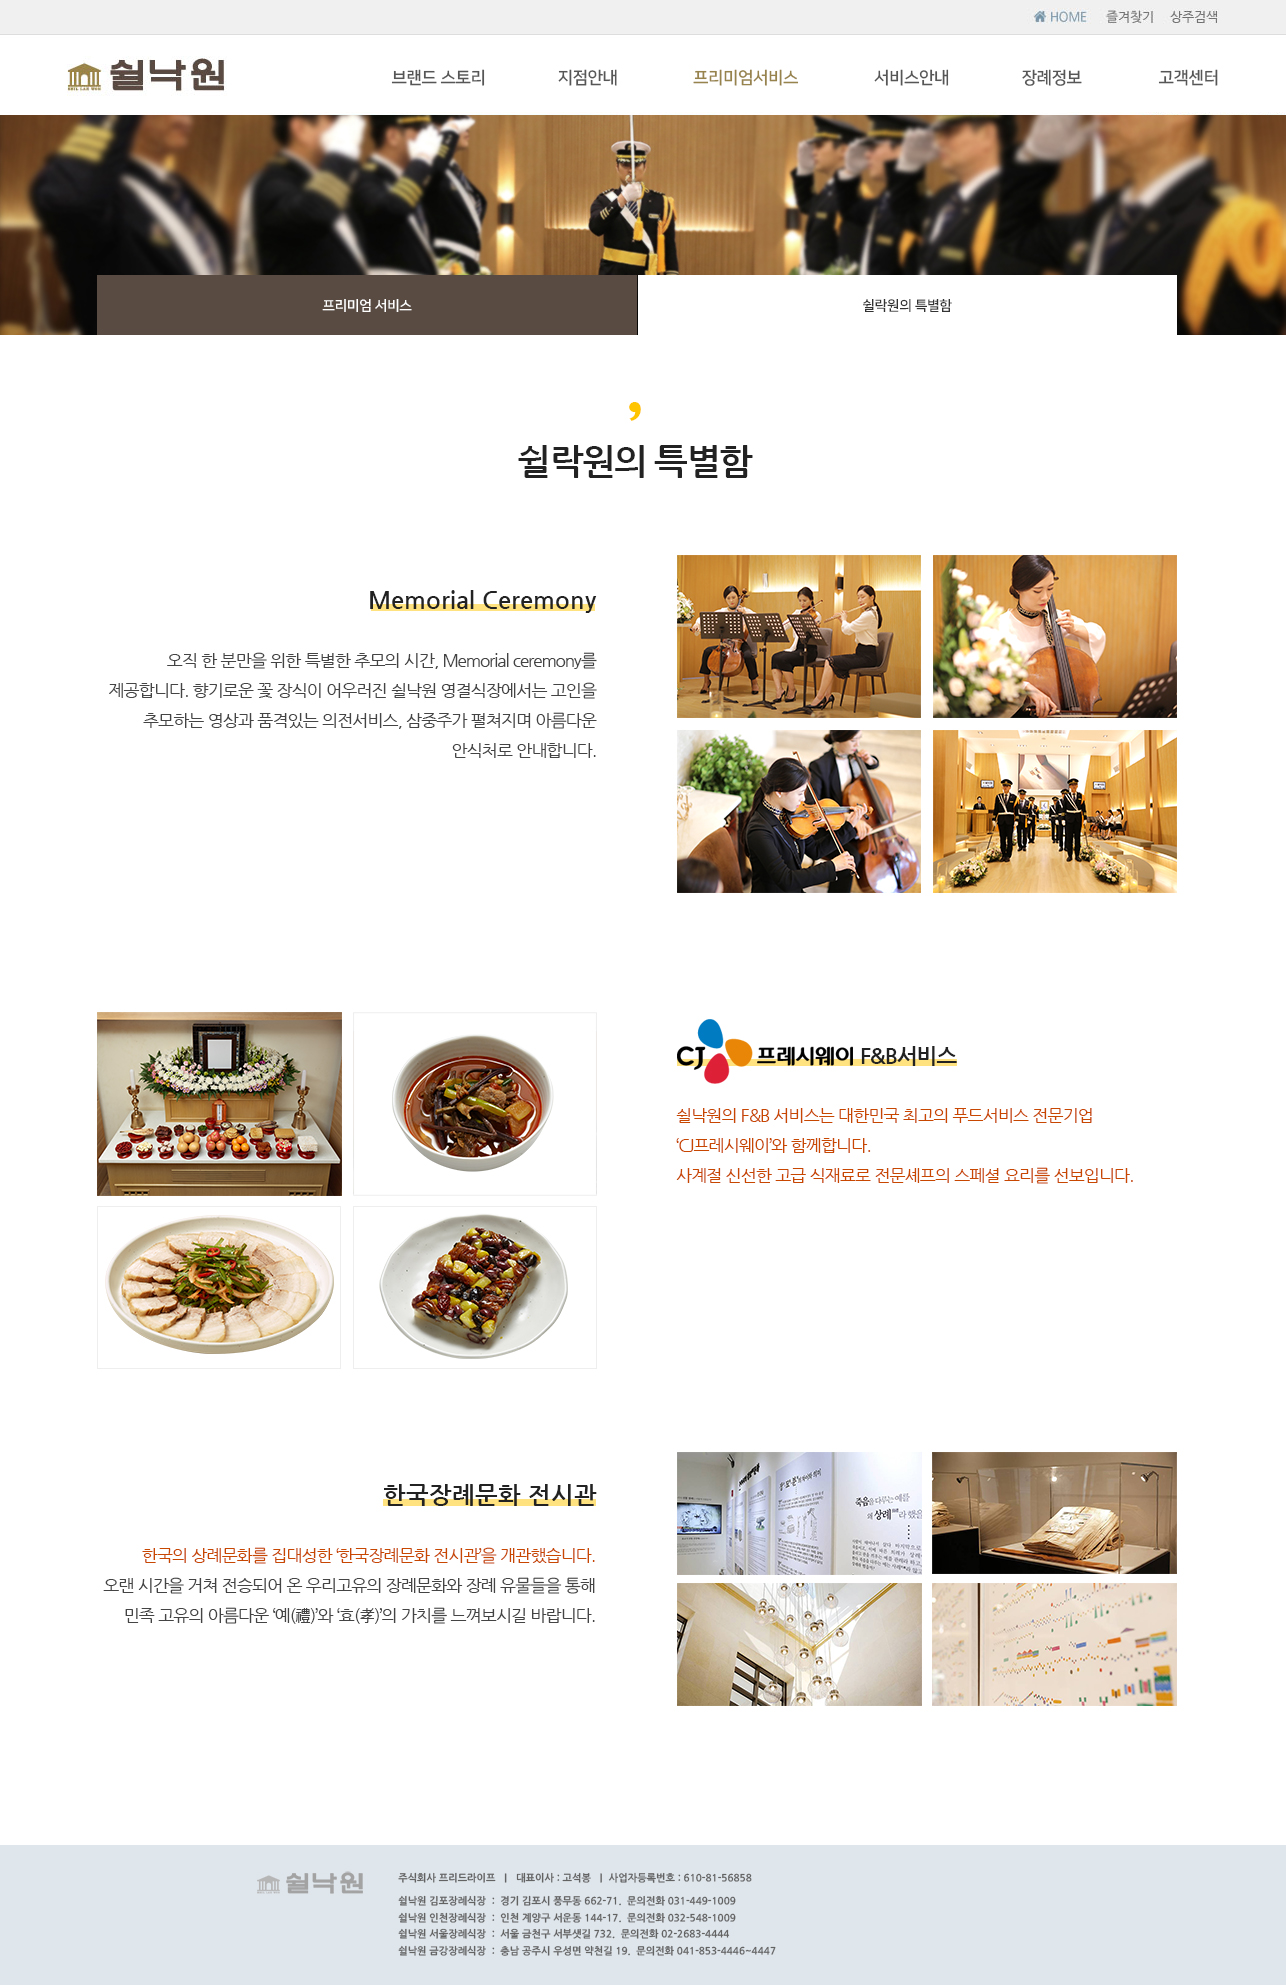 HOME 즐겨찾기 상주검색
쉴낙원
브랜드 스토리 지점안내 프리미엄서비스 서비스안내 장례정보 고객센터
프리미엄 서비스 쉴락원의 특별함
쉴락원의 특별함
Memorial Ceremony
오직 한 분만을 위한 특별한 추모의 시간, Memorial ceremony를
제공합니다. 향기로운 꽃 장식이 어우러진 쉴낙원 영결식장에서는 고인을
추모하는 영상과 품격있는 의전서비스, 삼중주가 펼쳐지며 아름다운
안식처로 안내합니다.
CJ 프레시웨이 F&B서비스
쉴낙원의 F&B 서비스는 대한민국 최고의 푸드서비스 전문기업
‘CJ프레시웨이’와 함께합니다.
사계절 신선한 고급 식재료로 전문셰프의 스페셜 요리를 선보입니다.
한국장례문화 전시관
한국의 상례문화를 집대성한 ‘한국장례문화 전시관’을 개관했습니다.
오랜 시간을 거쳐 전승되어 온 우리고유의 장례문화와 장례 유물들을 통해
민족 고유의 아름다운 ‘예(禮)’와 ‘효(孝)’의 가치를 느껴보시길 바랍니다.
죽음을 다루는 예를
왜 상례라 했을
쉴낙원
주식회사 프리드라이프 | 대표이사 : 고석봉 | 사업자등록번호 : 610-81-56858
쉴낙원 김포장례식장 : 경기 김포시 풍무동 662-71. 문의전화 031-449-1009
쉴낙원 인천장례식장 : 인천 계양구 서운동 144-17. 문의전화 032-548-1009
쉴낙원 서울장례식장 : 서울 금천구 서부샛길 732. 문의전화 02-2683-4444
쉴낙원 금강장례식장 : 충남 공주시 우성면 약천길 19. 문의전화 041-853-4446~4447